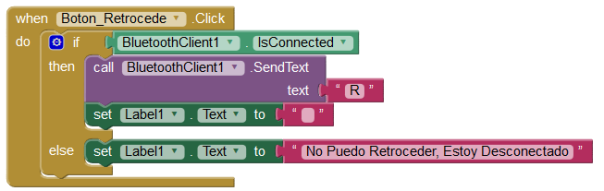 when Boton_Retrocede .Click
do if BluetoothClient1 . IsConnected
then call BluetoothClient1 .SendText
text " R "
set Label1 . Text to " "
else set Label1 . Text to " No Puedo Retroceder, Estoy Desconectado "